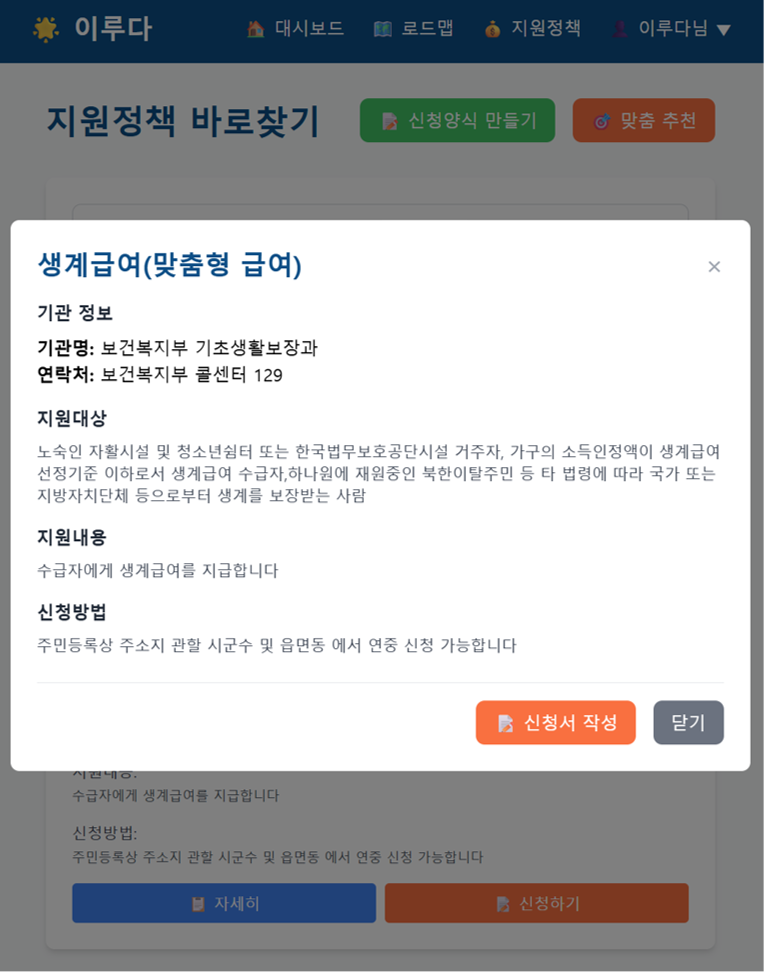 이루다
대시보드
로드맵
지원정책
이루다님 ▼
지원정책 바로찾기
신청양식 만들기
맞춤 추천
생계급여(맞춤형 급여)
×
기관 정보
기관명: 보건복지부 기초생활보장과
연락처: 보건복지부 콜센터 129
지원대상
노숙인 자활시설 및 청소년쉼터 또는 한국법무보호공단시설 거주자, 가구의 소득인정액이 생계급여
선정기준 이하로서 생계급여 수급자,하나원에 재원중인 북한이탈주민 등 타 법령에 따라 국가 또는
지방자치단체 등으로부터 생계를 보장받는 사람
지원내용
수급자에게 생계급여를 지급합니다
신청방법
주민등록상 주소지 관할 시군수 및 읍면동 에서 연중 신청 가능합니다
신청서 작성
닫기
지원내용:
수급자에게 생계급여를 지급합니다
신청방법:
주민등록상 주소지 관할 시군수 및 읍면동 에서 연중 신청 가능합니다
자세히
신청하기